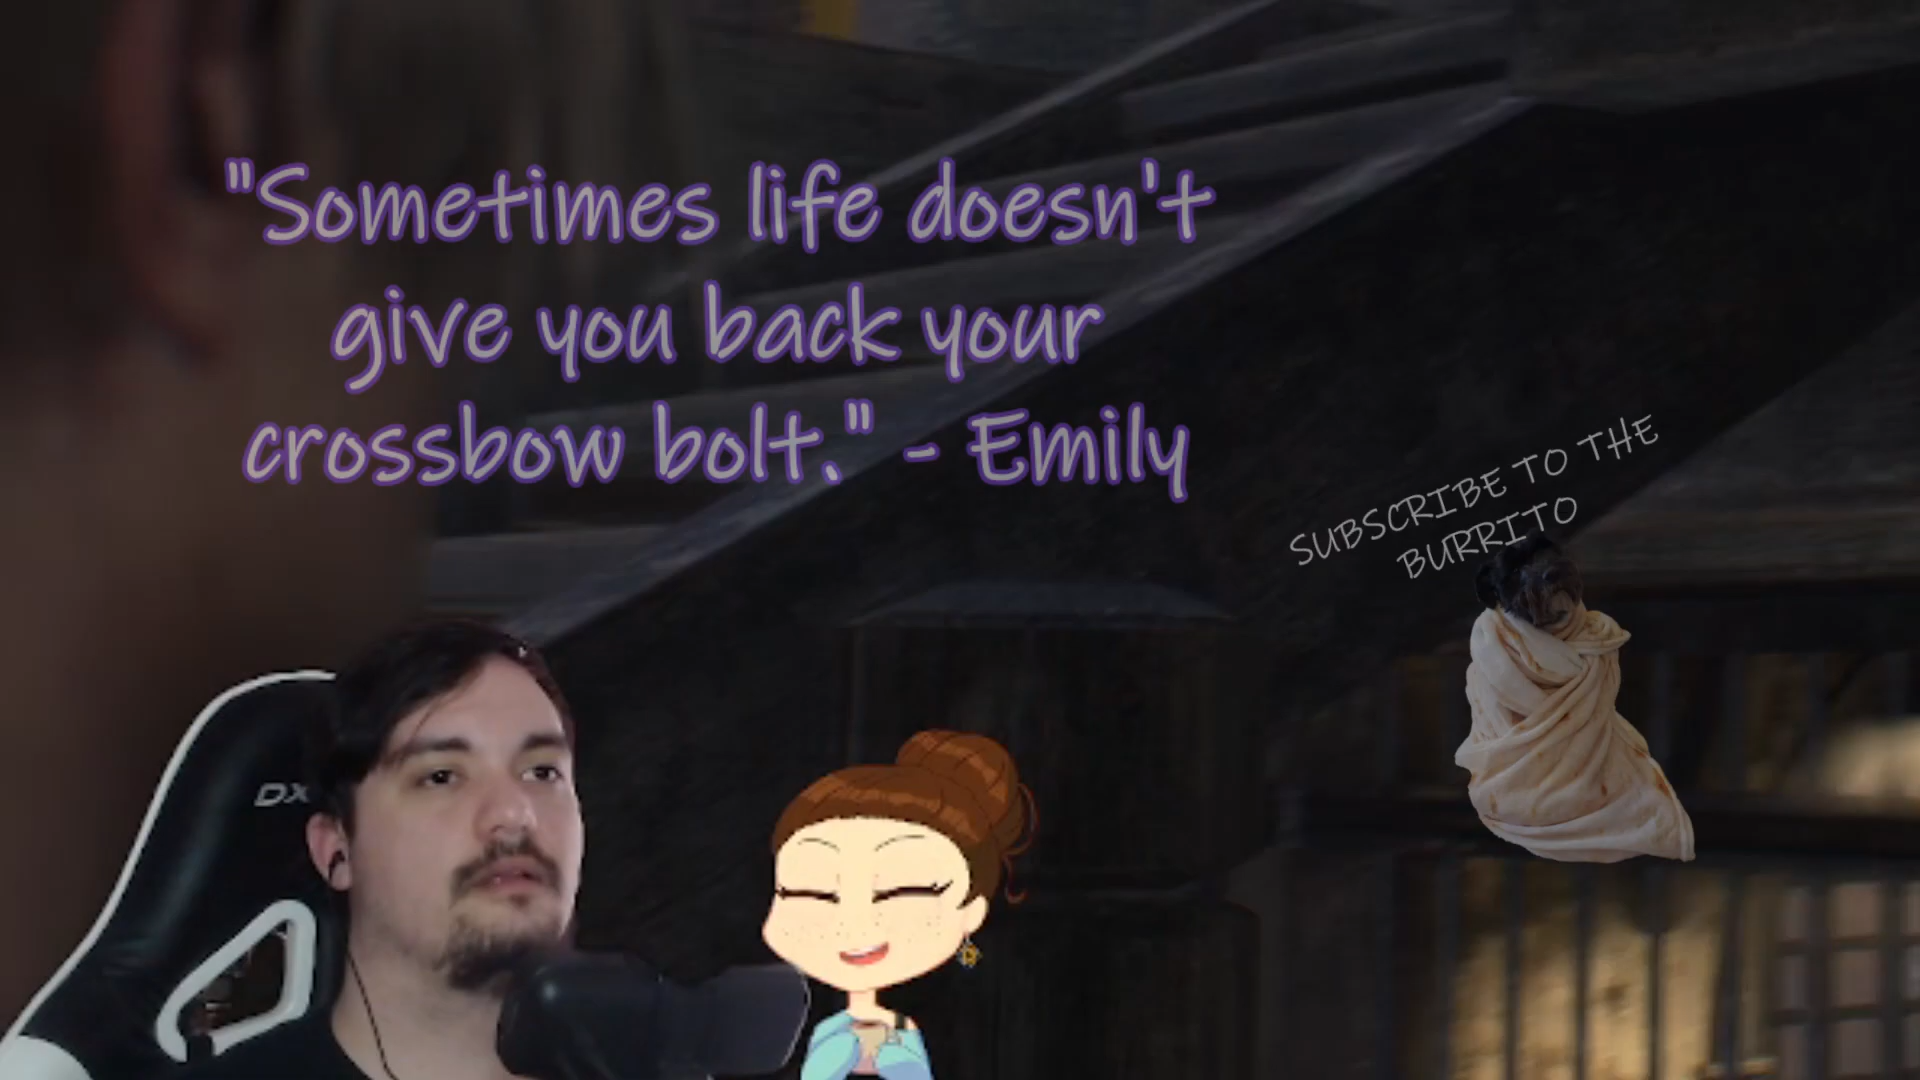 "Sometimes life doesn't
give you back your
crossbow bolt." - Emily
SUBSCRIBE TO THE
BURRITO
DX